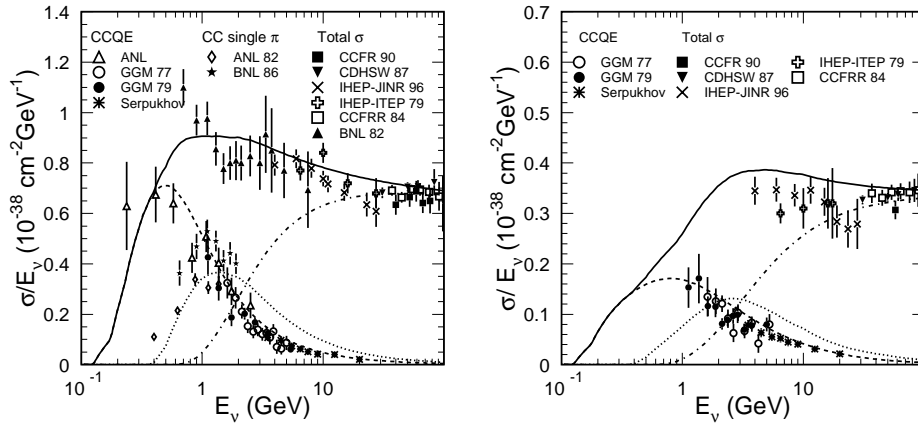 CCQE CC single π Total σ
ANL ANL 82 CCFR 90
GGM 77 BNL 86 CDHSW 87
GGM 79 IHEP-JINR 96
Serpukhov IHEP-ITEP 79
CCFRR 84
BNL 82
σ/Eν (10-38 cm-2GeV-1)
1.4
1.2
1
0.8
0.6
0.4
0.2
0
10-1 1 10
Eν (GeV)
CCQE Total σ
GGM 77 CCFR 90 IHEP-ITEP 79
GGM 79 CDHSW 87 CCFRR 84
Serpukhov IHEP-JINR 96
σ/ Eν (10-38 cm-2GeV-1)
0.7
0.6
0.5
0.4
0.3
0.2
0.1
0
10-1 1 10
Eν (GeV)